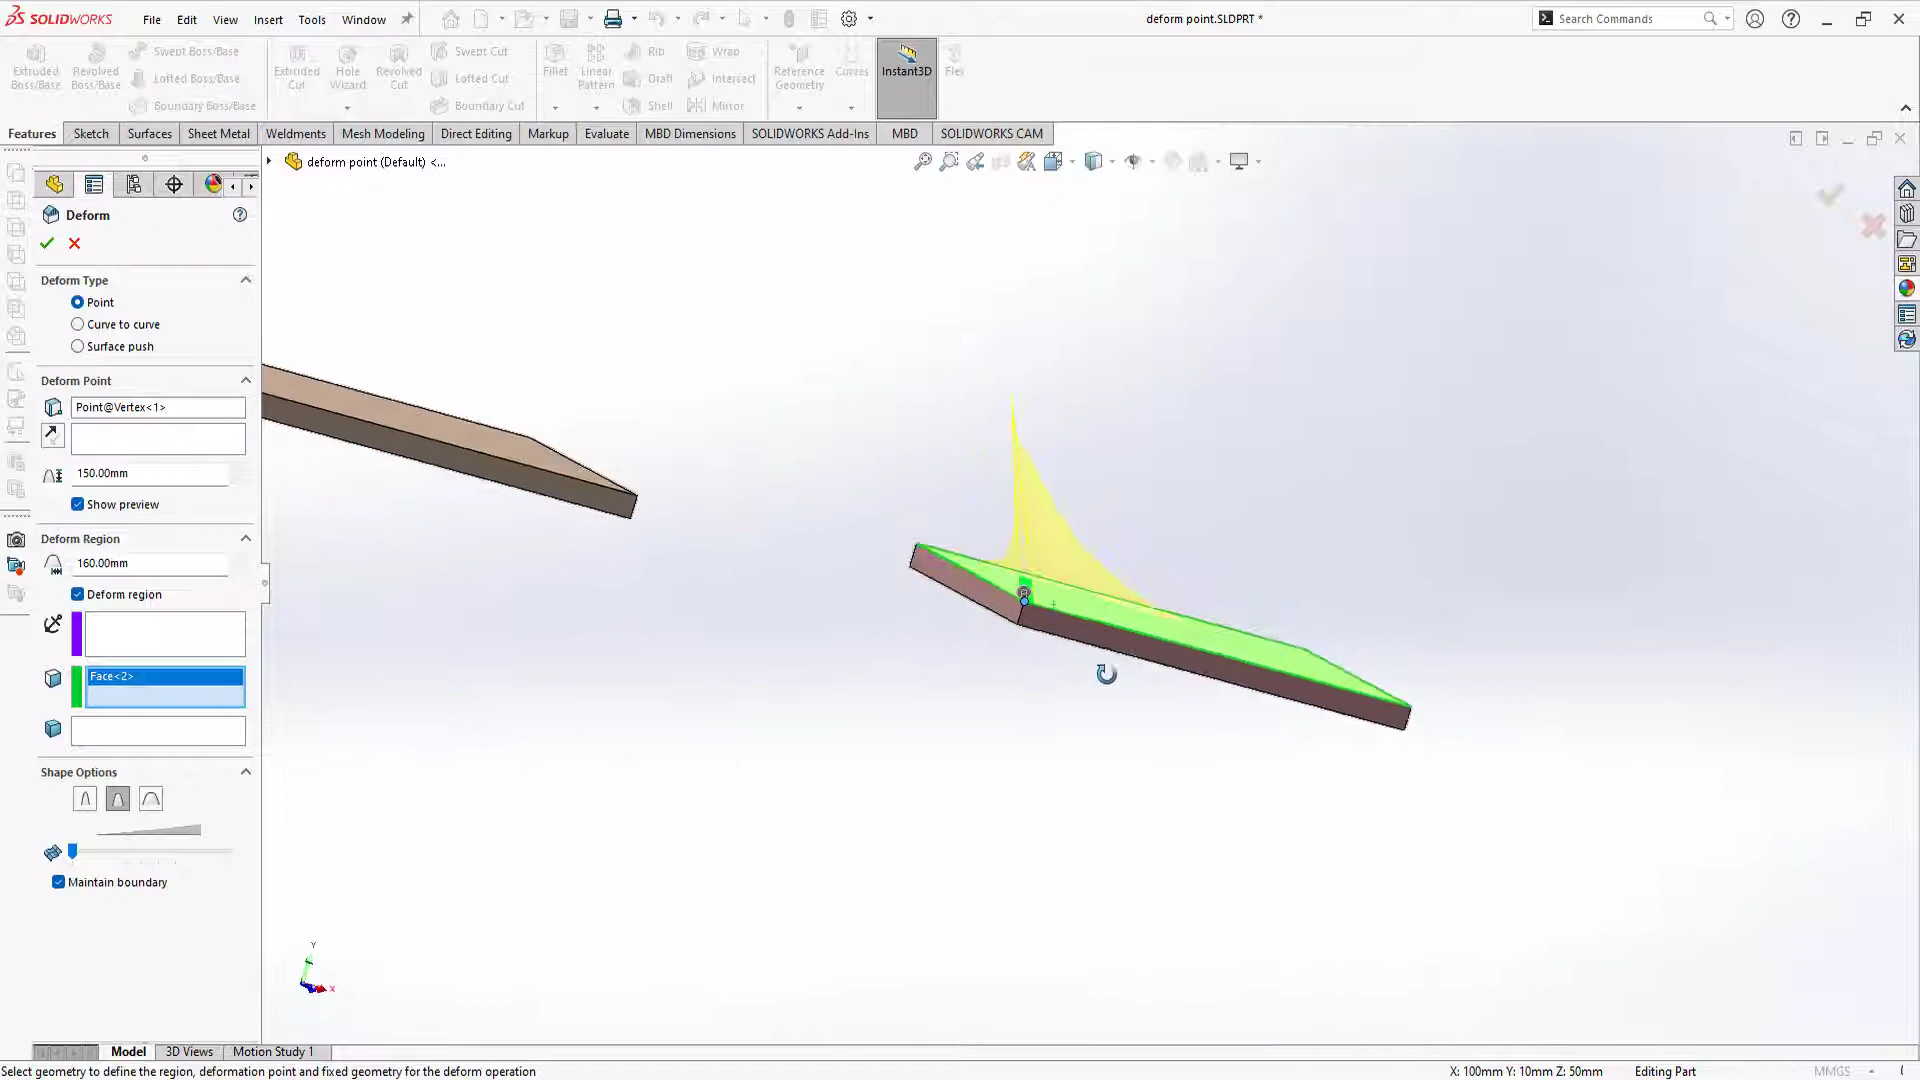 SOLIDWORKS
File Edit View Insert Tools Window
deform point.SLDPRT *
Search Commands
Extruded Boss/Base
Revolved Boss/Base
Swept Boss/Base
Lofted Boss/Base
Boundary Boss/Base
Extruded Cut
Hole Wizard
Revolved Cut
Swept Cut
Lofted Cut
Boundary Cut
Fillet
Linear Pattern
Rib
Draft
Shell
Wrap
Intersect
Mirror
Reference Geometry
Curves
Instant3D
Flex
Features Sketch Surfaces Sheet Metal Weldments Mesh Modeling Direct Editing Markup Evaluate MBD Dimensions SOLIDWORKS Add-Ins MBD SOLIDWORKS CAM
deform point (Default) <...
Deform
Deform Type
Point
Curve to curve
Surface push
Deform Point
Point@Vertex<1>
150.00mm
Show preview
Deform Region
160.00mm
Deform region
Face<2>
Shape Options
Maintain boundary
Y
X
Model 3D Views Motion Study 1
Select geometry to define the region, deformation point and fixed geometry for the deform operation
X: 100mm Y: 10mm Z: 50mm
Editing Part
MMGS